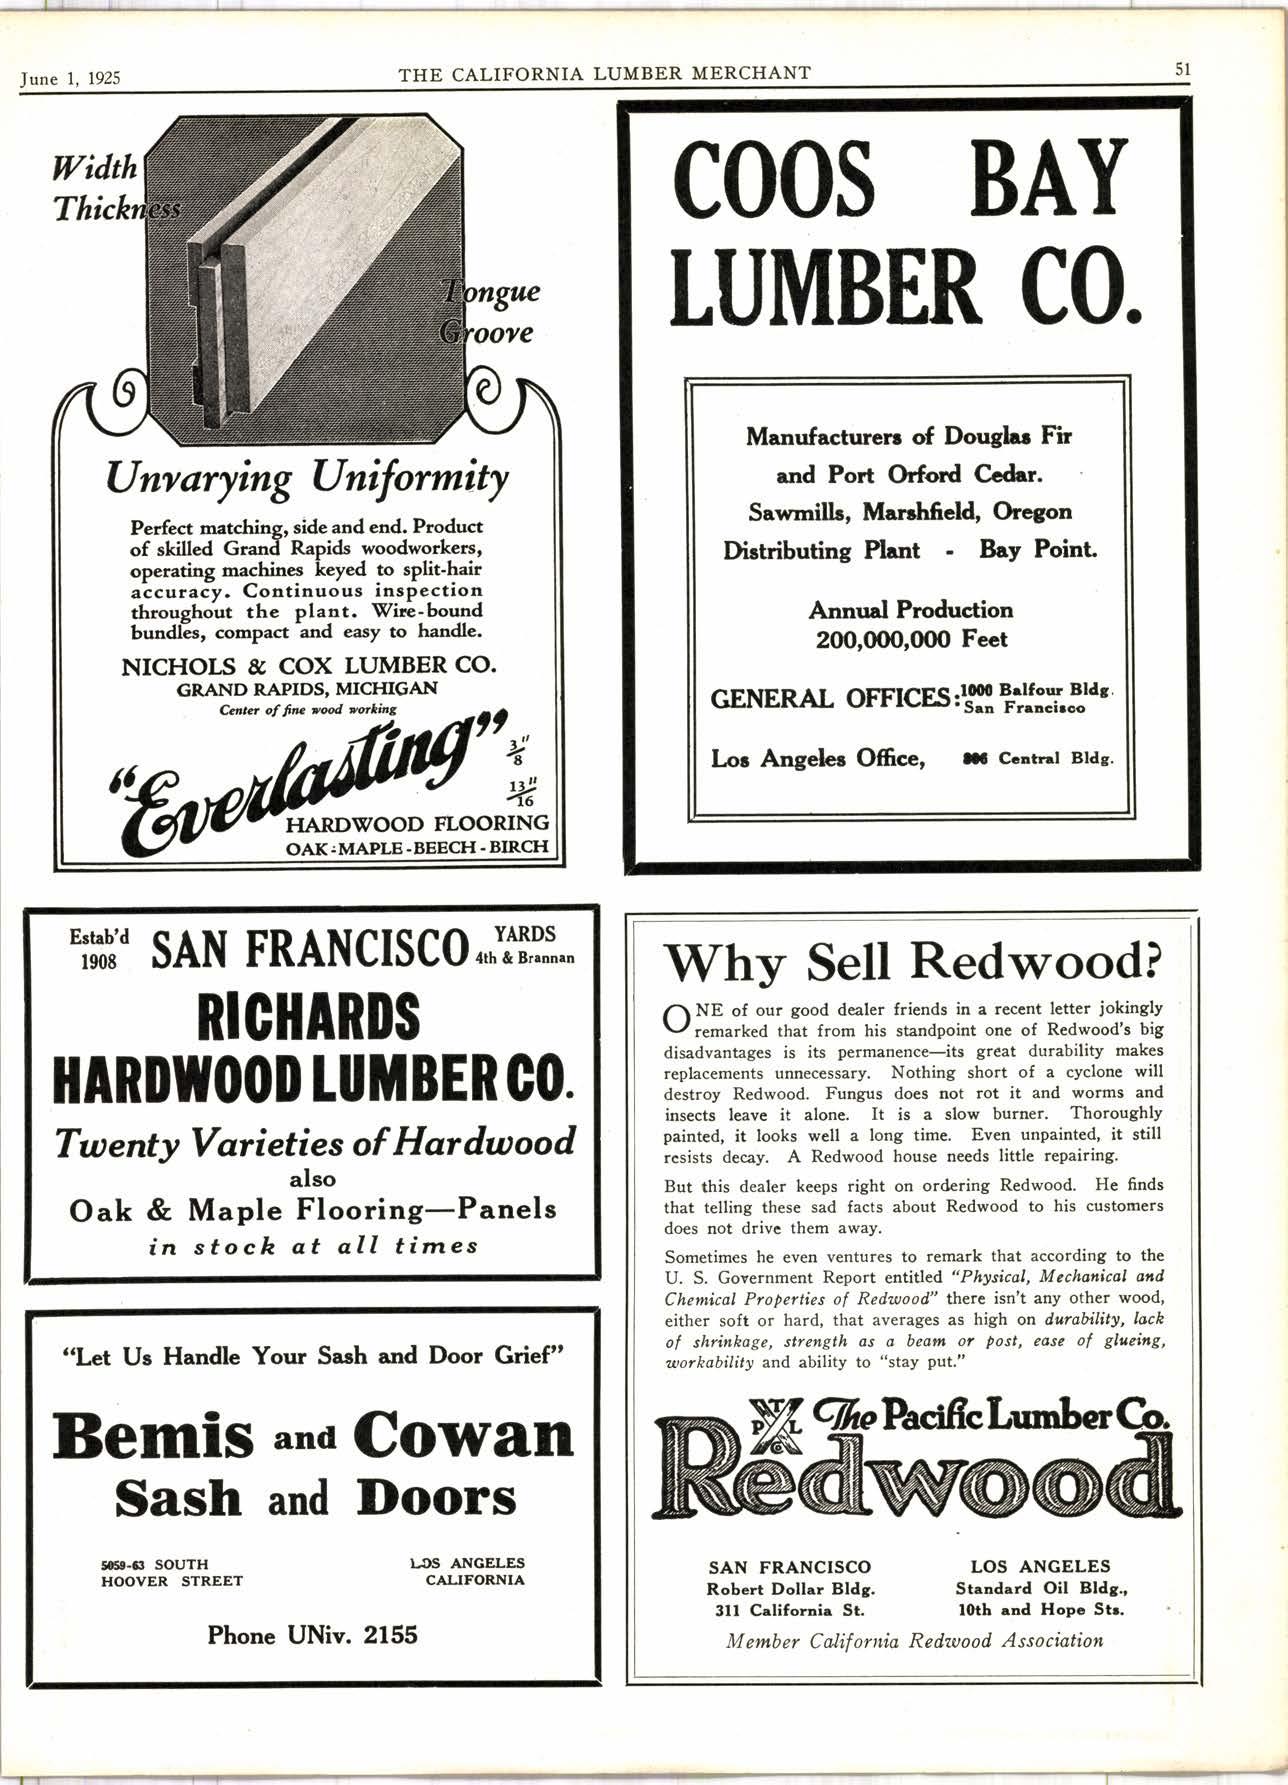 June 1, 1925
THE CALIFORNIA LUMBER MERCHANT
51
Width
Thickness
Tongue
Groove
Unvarying Uniformity
Perfect matching, side and end. Product
of skilled Grand Rapids woodworkers,
operating machines keyed to split-hair
accuracy. Continuous inspection
throughout the plant. Wire-bound
bundles, compact and easy to handle.
NICHOLS & COX LUMBER CO.
GRAND RAPIDS, MICHIGAN
Center of fine wood working
"Everlasting"
3/8"
13/16"
HARDWOOD FLOORING
OAK-MAPLE-BEECH-BIRCH
COOS BAY
LUMBER CO.
Manufacturers of Douglas Fir
and Port Orford Cedar.
Sawmills, Marshfield, Oregon
Distributing Plant - Bay Point.
Annual Production
200,000,000 Feet
GENERAL OFFICES: 1000 Balfour Bldg.
San Francisco
Los Angeles Office, Central Bldg.
Estab'd
1908
SAN FRANCISCO
YARDS
4th & Brannan
RICHARDS
HARDWOOD LUMBER CO.
Twenty Varieties of Hardwood
also
Oak & Maple Flooring—Panels
in stock at all times
"Let Us Handle Your Sash and Door Grief"
Bemis and Cowan
Sash and Doors
5059-63 SOUTH
HOOVER STREET
LOS ANGELES
CALIFORNIA
Phone UNiv. 2155
Why Sell Redwood?
ONE of our good dealer friends in a recent letter jokingly
remarked that from his standpoint one of Redwood's big
disadvantages is its permanence—its great durability makes
replacements unnecessary. Nothing short of a cyclone will
destroy Redwood. Fungus does not rot it and worms and
insects leave it alone. It is a slow burner. Thoroughly
painted, it looks well a long time. Even unpainted, it still
resists decay. A Redwood house needs little repairing.
But this dealer keeps right on ordering Redwood. He finds
that telling these sad facts about Redwood to his customers
does not drive them away.
Sometimes he even ventures to remark that according to the
U. S. Government Report entitled "Physical, Mechanical and
Chemical Properties of Redwood" there isn't any other wood,
either soft or hard, that averages as high on durability, lack
of shrinkage, strength as a beam or post, ease of glueing,
workability and ability to "stay put."
T
P L
Co
The Pacific Lumber Co.
Redwood
SAN FRANCISCO
Robert Dollar Bldg.
311 California St.
LOS ANGELES
Standard Oil Bldg.,
10th and Hope Sts.
Member California Redwood Association